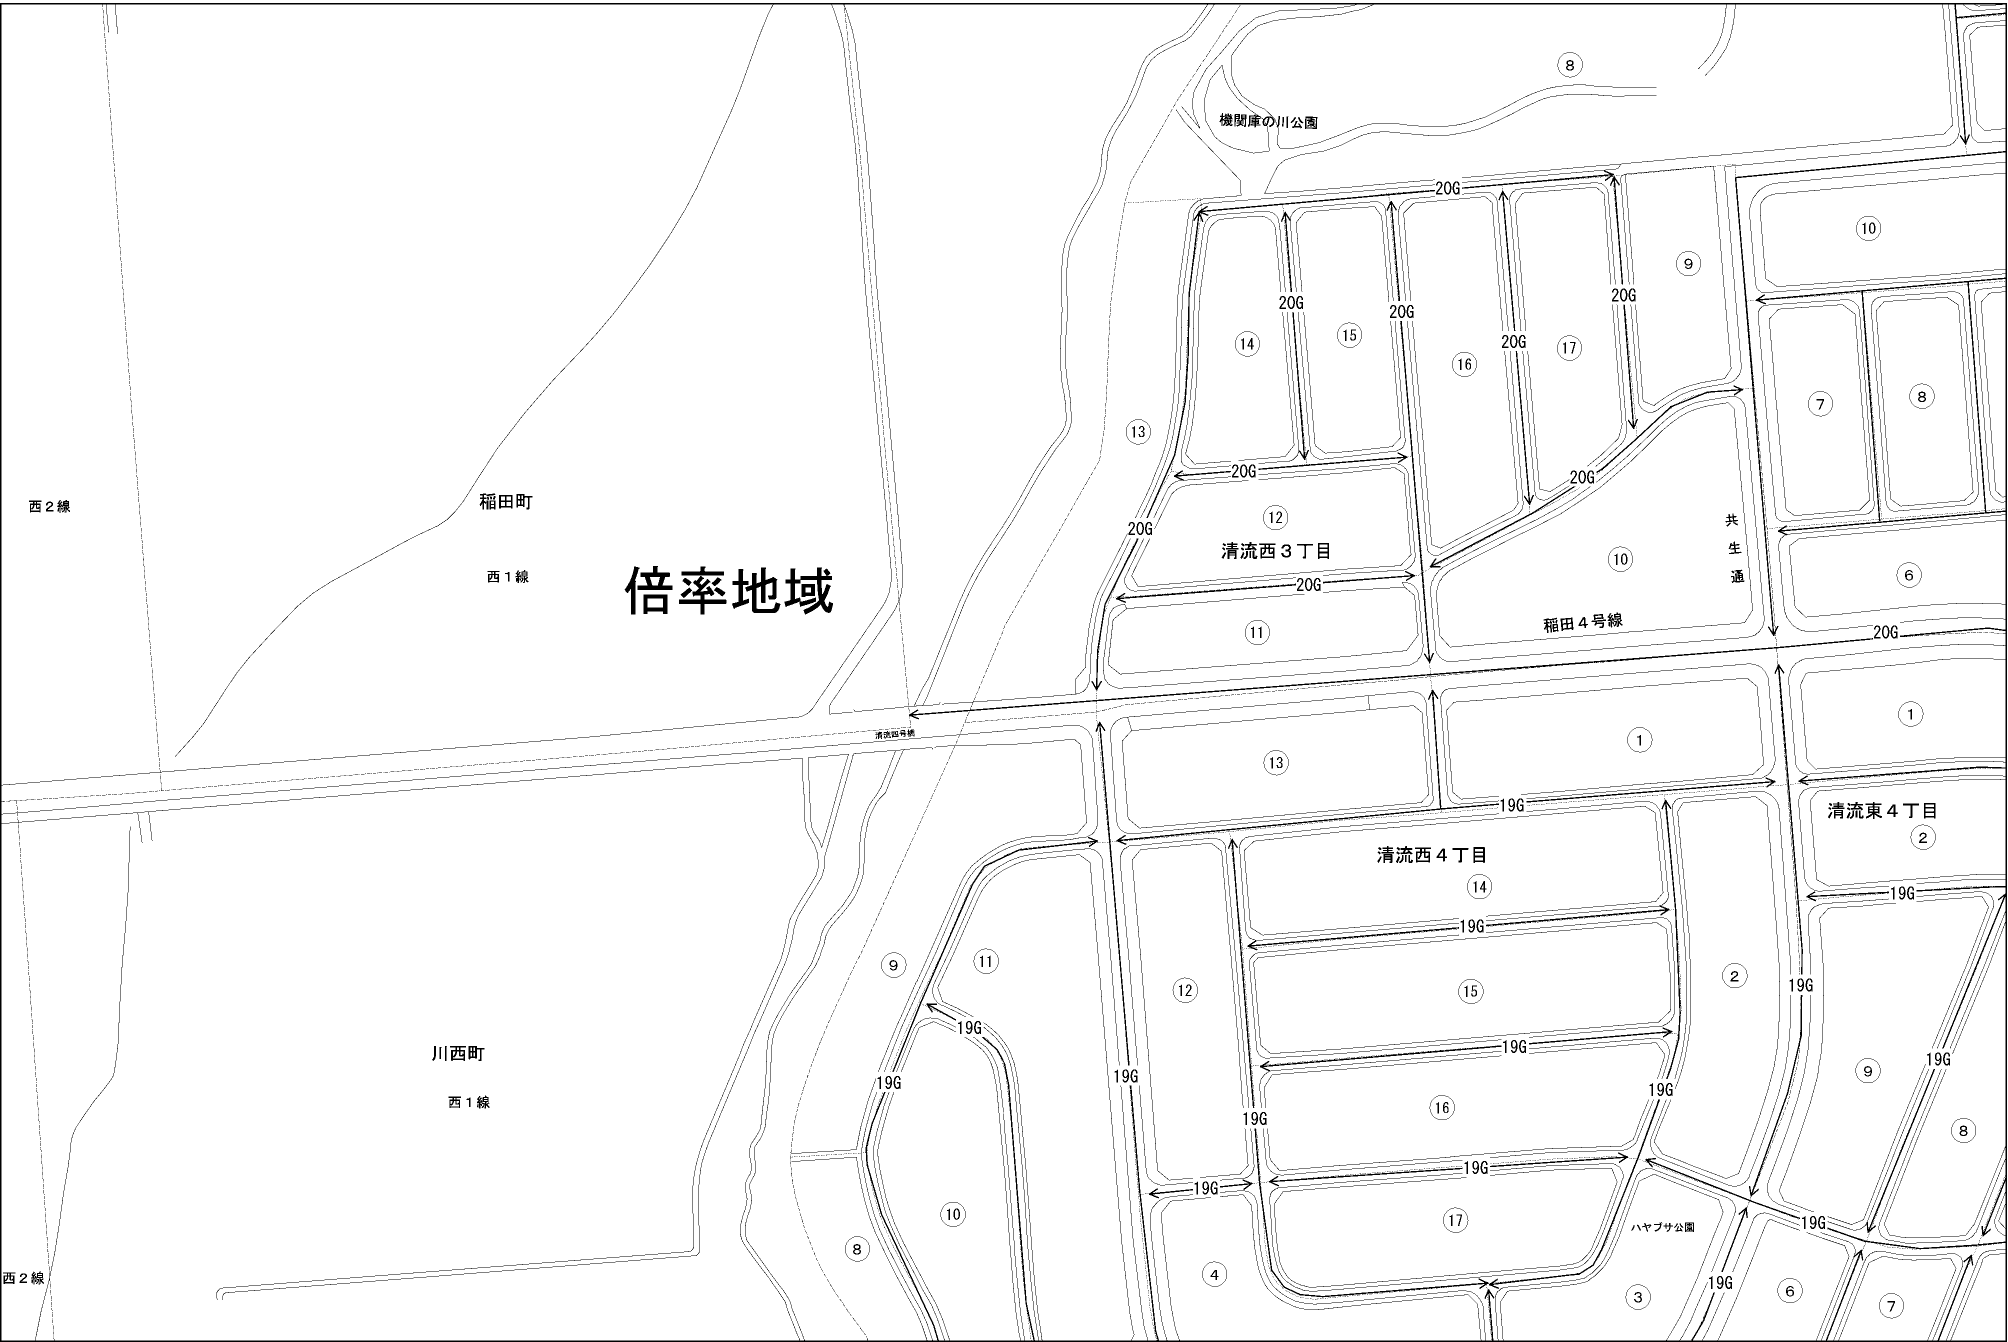 8
機関庫の川公園
20G
10
9
20G
20G
20G
20G
14
15
16
17
7
8
13
20G
20G
西２線
稲田町
12
共生通
20G
清流西３丁目
10
西１線
倍率地域
20G
6
11
稲田４号線
20G
清流四号橋
1
1
13
19G
清流東４丁目
2
清流西４丁目
14
19G
19G
9
11
12
15
2
19G
19G
19G
川西町
19G
19G
19G
19G
9
西１線
16
19G
8
19G
19G
10
17
ハヤブサ公園
19G
8
4
西２線
19G
3
6
7